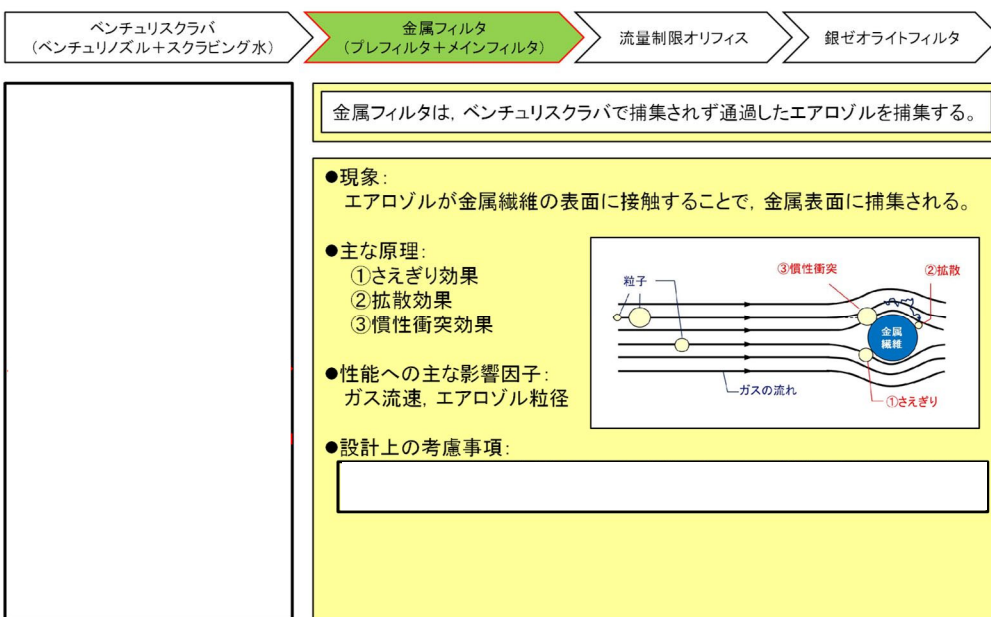 ベンチュリスクラバ
(ベンチュリノズル+スクラビング水)
金属フィルタ
(プレフィルタ+メインフィルタ)
流量制限オリフィス
銀ゼオライトフィルタ
金属フィルタは，ベンチュリスクラバで捕集されず通過したエアロゾルを捕集する。
●現象：
エアロゾルが金属繊維の表面に接触することで，金属表面に捕集される。
●主な原理：
①さえぎり効果
②拡散効果
③慣性衝突効果
●性能への主な影響因子：
ガス流速，エアロゾル粒径
粒子
③慣性衝突
②拡散
金属
繊維
ガスの流れ
①さえぎり
●設計上の考慮事項：